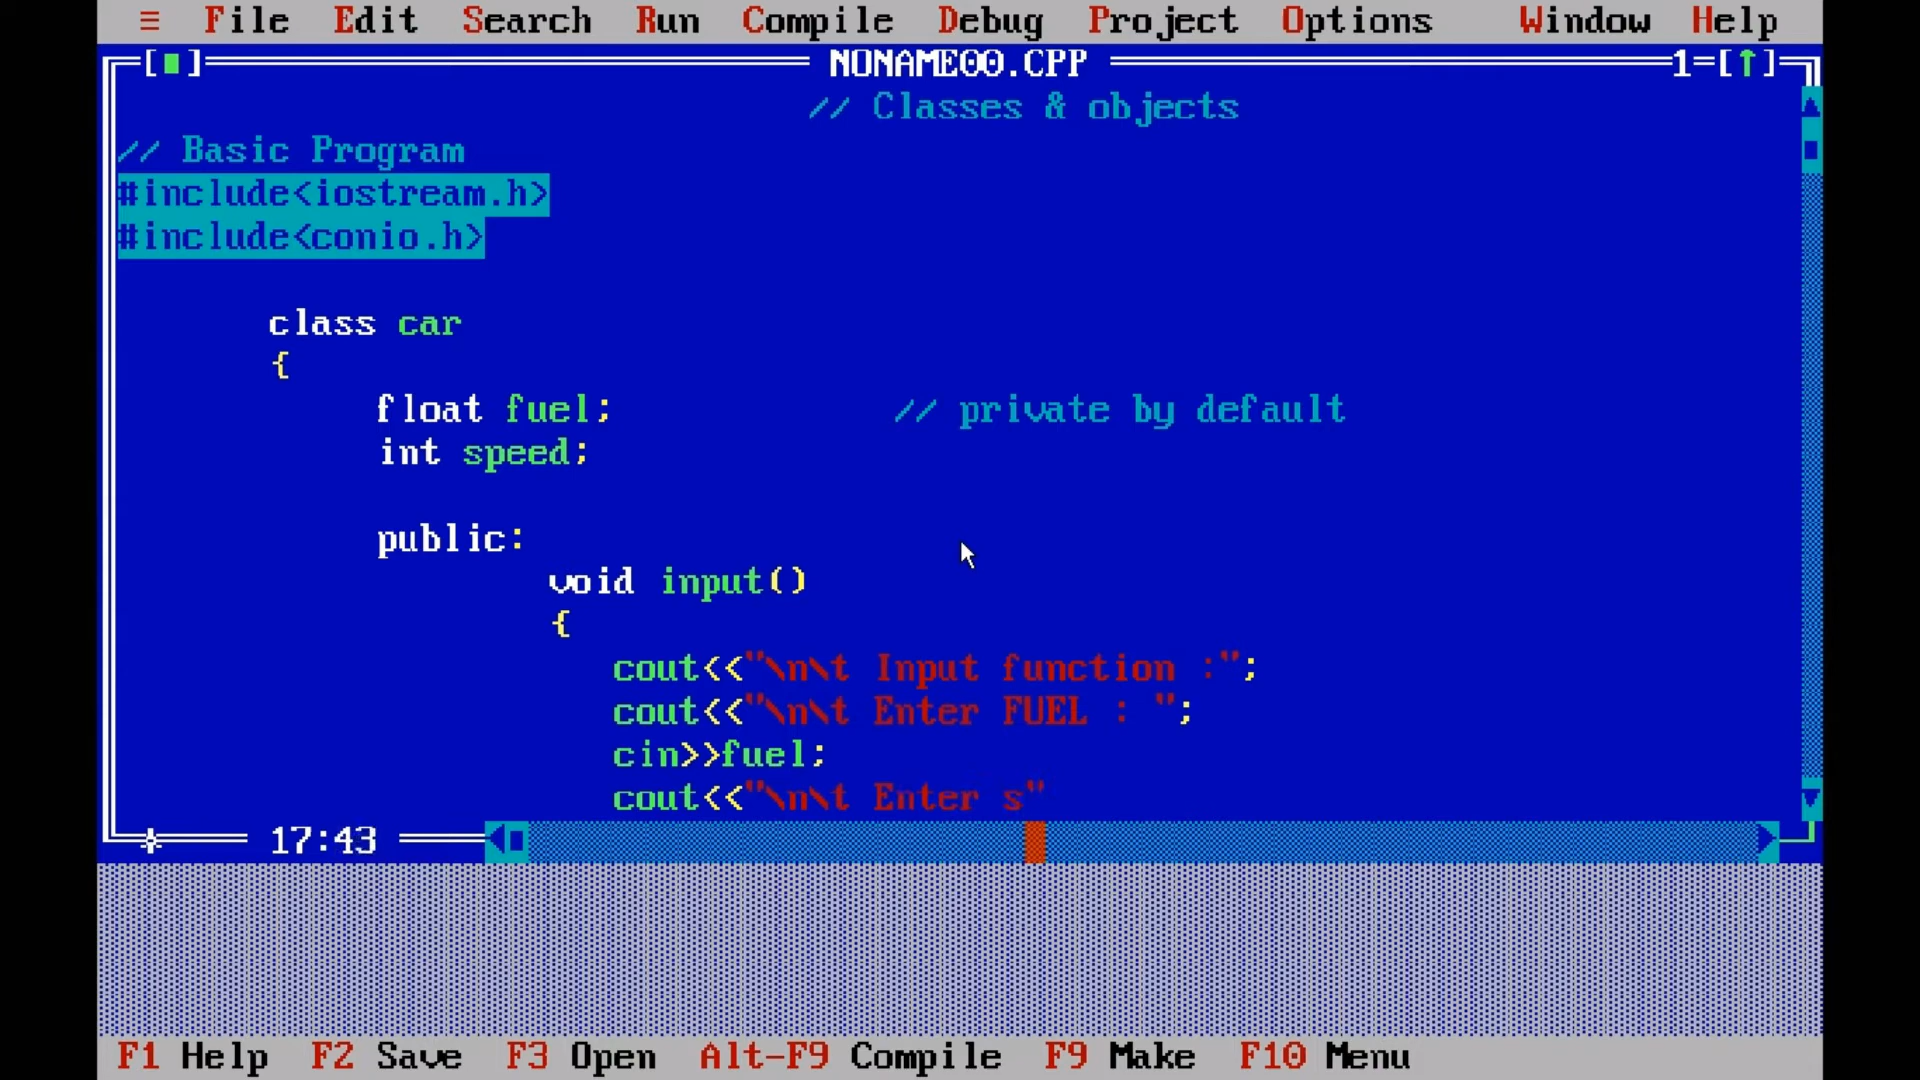 ≡ File Edit Search Run Compile Debug Project Options Window Help
[■] NONAME00.CPP 1=[↑]
// Classes & objects
// Basic Program
#include<iostream.h>
#include<conio.h>
class car
{
float fuel; // private by default
int speed;
public:
void input()
{
cout<<"\n\t Input function :";
cout<<"\n\t Enter FUEL : ";
cin>>fuel;
cout<<"\n\t Enter s"
17:43
F1 Help F2 Save F3 Open Alt-F9 Compile F9 Make F10 Menu